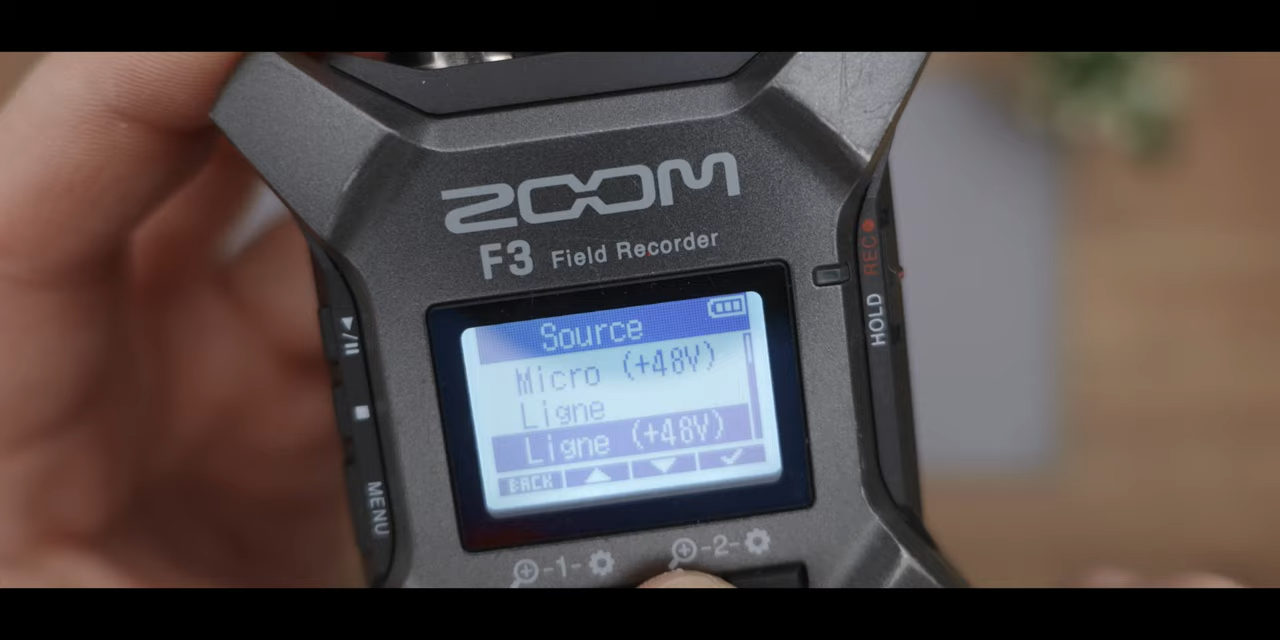 ZOOM
F3 Field Recorder
REC
HOLD
Source
Micro (+48V)
Ligne
Ligne (+48V)
BACK
MENU
-1-
-2-